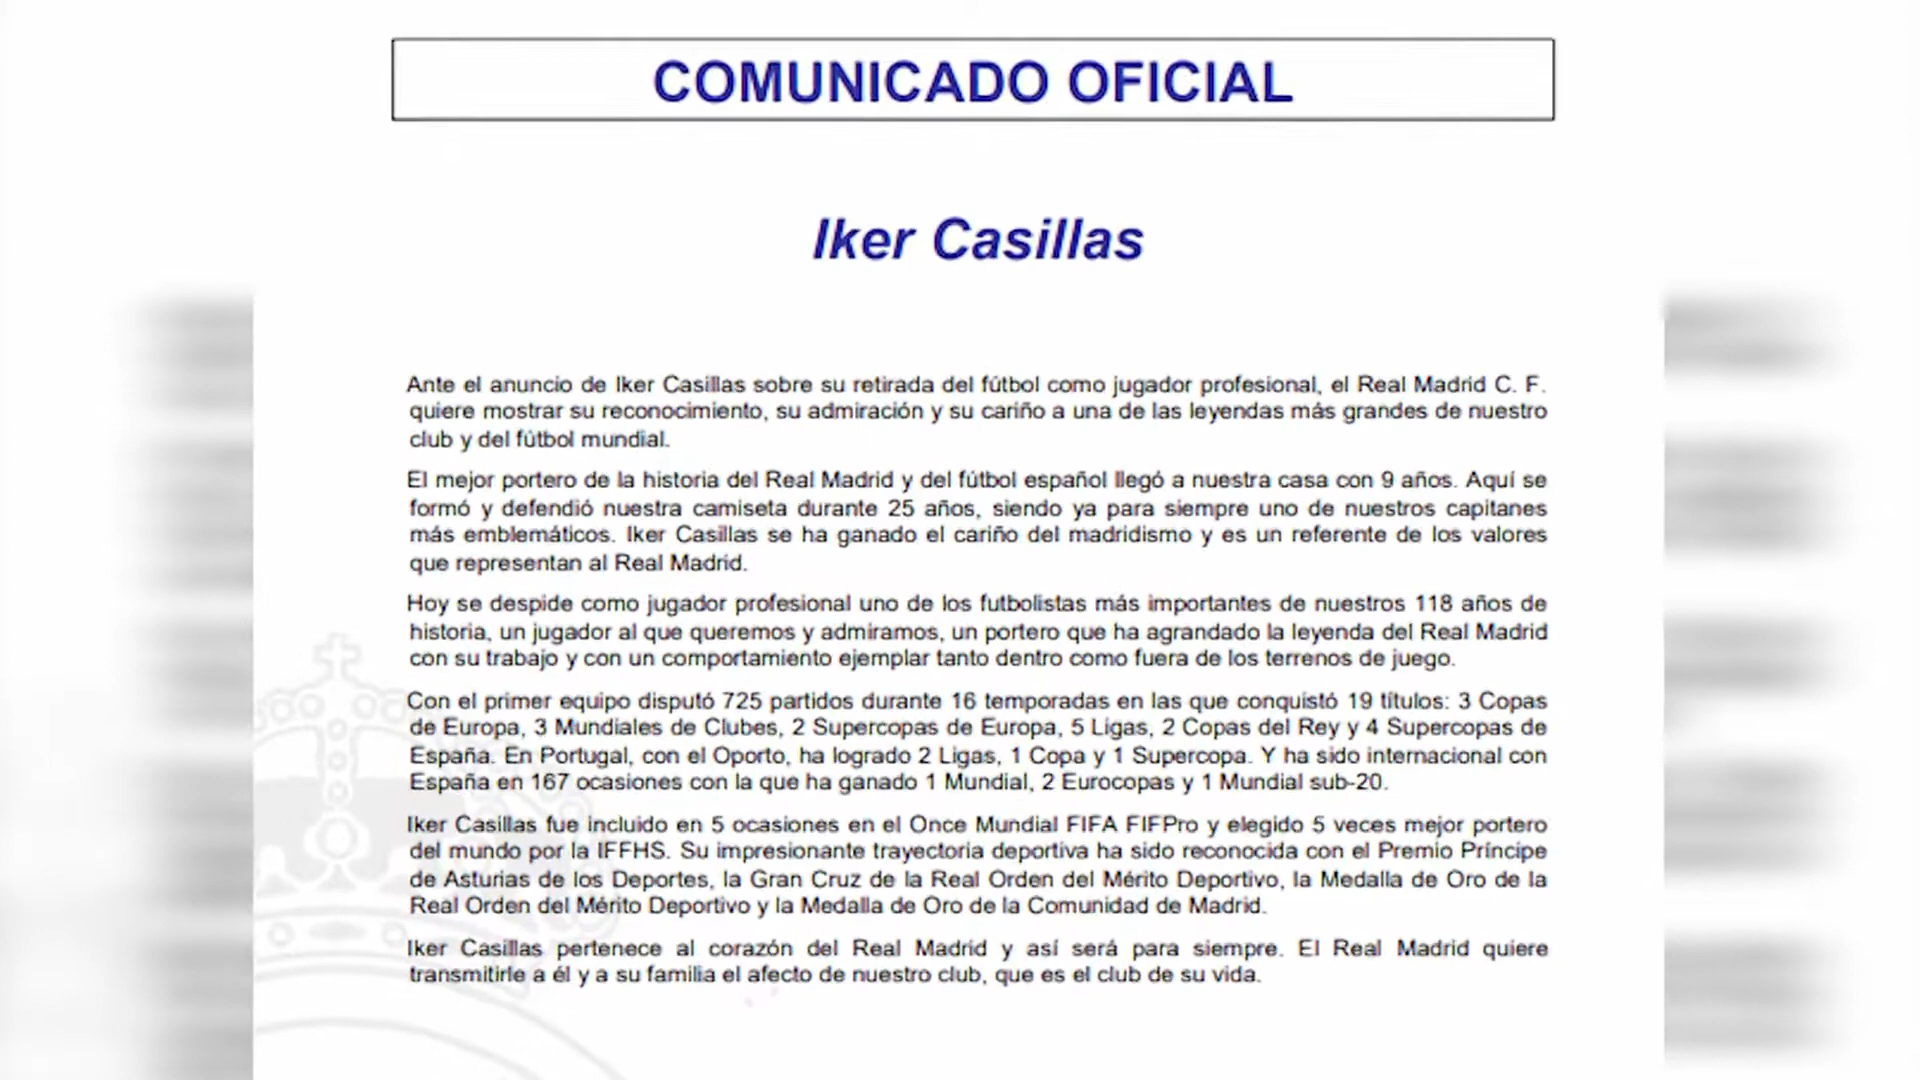 COMUNICADO OFICIAL
Iker Casillas
Ante el anuncio de Iker Casillas sobre su retirada del fútbol como jugador profesional, el Real Madrid C. F.
quiere mostrar su reconocimiento, su admiración y su cariño a una de las leyendas más grandes de nuestro
club y del fútbol mundial.
El mejor portero de la historia del Real Madrid y del fútbol español llegó a nuestra casa con 9 años. Aquí se
formó y defendió nuestra camiseta durante 25 años, siendo ya para siempre uno de nuestros capitanes
más emblemáticos. Iker Casillas se ha ganado el cariño del madridismo y es un referente de los valores
que representan al Real Madrid.
Hoy se despide como jugador profesional uno de los futbolistas más importantes de nuestros 118 años de
historia, un jugador al que queremos y admiramos, un portero que ha agrandado la leyenda del Real Madrid
con su trabajo y con un comportamiento ejemplar tanto dentro como fuera de los terrenos de juego.
Con el primer equipo disputó 725 partidos durante 16 temporadas en las que conquistó 19 títulos: 3 Copas
de Europa, 3 Mundiales de Clubes, 2 Supercopas de Europa, 5 Ligas, 2 Copas del Rey y 4 Supercopas de
España. En Portugal, con el Oporto, ha logrado 2 Ligas, 1 Copa y 1 Supercopa. Y ha sido internacional con
España en 167 ocasiones con la que ha ganado 1 Mundial, 2 Eurocopas y 1 Mundial sub-20.
Iker Casillas fue incluido en 5 ocasiones en el Once Mundial FIFA FIFPro y elegido 5 veces mejor portero
del mundo por la IFFHS. Su impresionante trayectoria deportiva ha sido reconocida con el Premio Príncipe
de Asturias de los Deportes, la Gran Cruz de la Real Orden del Mérito Deportivo, la Medalla de Oro de la
Real Orden del Mérito Deportivo y la Medalla de Oro de la Comunidad de Madrid.
Iker Casillas pertenece al corazón del Real Madrid y así será para siempre. El Real Madrid quiere
transmitirle a él y a su familia el afecto de nuestro club, que es el club de su vida.